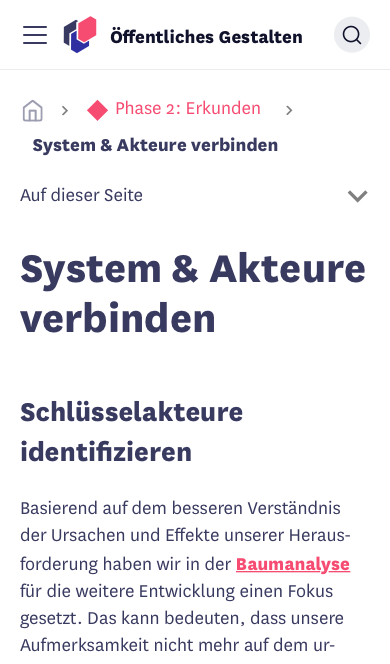 Öffentliches Gestalten
Phase 2: Erkunden
System & Akteure verbinden
Auf dieser Seite
System & Akteure
verbinden
Schlüsselakteure
identifizieren
Basierend auf dem besseren Verständnis
der Ursachen und Effekte unserer Heraus-
forderung haben wir in der Baumanalyse
für die weitere Entwicklung einen Fokus
gesetzt. Das kann bedeuten, dass unsere
Aufmerksamkeit nicht mehr auf dem ur-